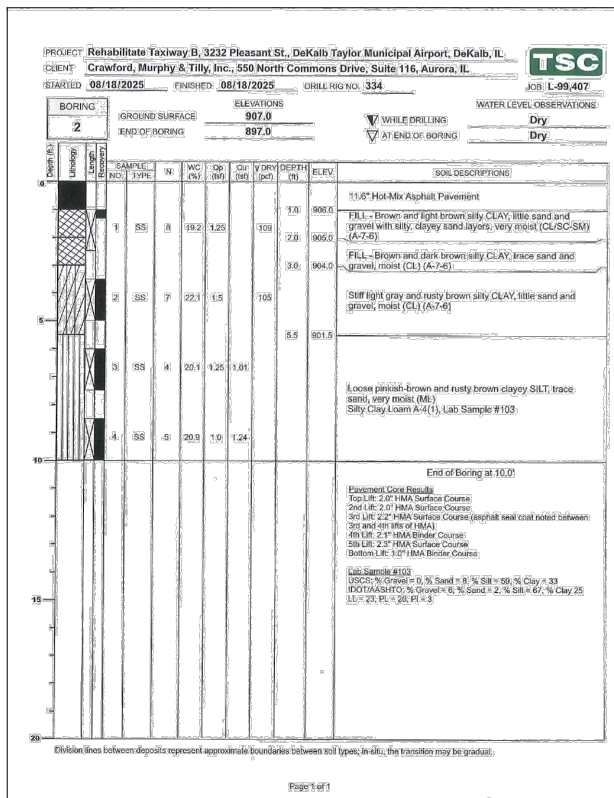 PROJECT Rehabilitate Taxiway B, 3232 Pleasant St., DeKalb Taylor Municipal Airport, DeKalb, IL
CLIENT Crawford, Murphy & Tilly, Inc., 550 North Commons Drive, Suite 116, Aurora, IL
TSC
STARTED 08/18/2025 FINISHED 08/18/2025 DRILL RIG NO. 334 JOB L-99,407
BORING 2
ELEVATIONS
GROUND SURFACE 907.0
END OF BORING 897.0
WATER LEVEL OBSERVATIONS
WHILE DRILLING Dry
AT END OF BORING Dry
Depth (ft.) Lithology Length Recovery SAMPLE NO. TYPE N WC (%) Qp (tsf) Qu (tsf) γ DRY (pcf) DEPTH (ft) ELEV. SOIL DESCRIPTIONS
0
11.6" Hot-Mix Asphalt Pavement
1.0 906.0
FILL - Brown and light brown silty CLAY, little sand and
gravel with silty, clayey sand layers, very moist (CL/SC-SM)
(A-7-6)
1 SS 8 19.2 1.25 109
2.0 905.0
FILL - Brown and dark brown silty CLAY, trace sand and
gravel, moist (CL) (A-7-6)
3.0 904.0
2 SS 7 22.1 1.5 105
Stiff light gray and rusty brown silty CLAY, little sand and
gravel, moist (CL) (A-7-6)
5
5.5 901.5
3 SS 4 20.1 1.25 1.01
Loose pinkish-brown and rusty brown clayey SILT, trace
sand, very moist (ML)
Silty Clay Loam A-4(1), Lab Sample #103
4 SS 5 20.9 1.0 1.24
10
End of Boring at 10.0'
Pavement Core Results
Top Lift: 2.0" HMA Surface Course
2nd Lift: 2.0" HMA Surface Course
3rd Lift: 2.2" HMA Surface Course (asphalt seal coat noted between
3rd and 4th lifts of HMA)
4th Lift: 2.1" HMA Binder Course
5th Lift: 2.3" HMA Surface Course
Bottom Lift: 1.0" HMA Binder Course
Lab Sample #103
USCS: % Gravel = 0, % Sand = 8, % Silt = 59, % Clay = 33
IDOT/AASHTO: % Gravel = 6, % Sand = 2, % Silt = 67, % Clay 25
LL = 23, PL = 20, PI = 3
15
20
Division lines between deposits represent approximate boundaries between soil types; in-situ, the transition may be gradual.
Page 1 of 1